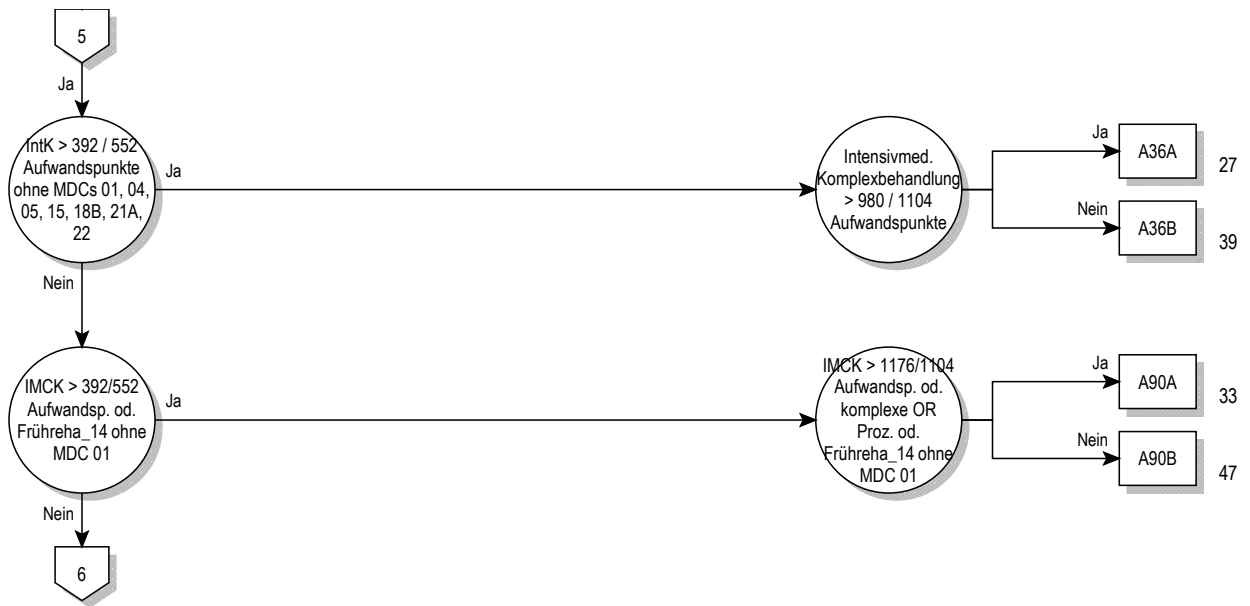 5
Ja
IntK > 392 / 552
Aufwandspunkte
ohne MDCs 01, 04,
05, 15, 18B, 21A,
22
Ja
Intensivmed.
Komplexbehandlung
> 980 / 1104
Aufwandspunkte
Ja
A36A
27
Nein
A36B
39
Nein
IMCK > 392/552
Aufwandsp. od.
Frühreha_14 ohne
MDC 01
Ja
IMCK > 1176/1104
Aufwandsp. od.
komplexe OR
Proz. od.
Frühreha_14 ohne
MDC 01
Ja
A90A
33
Nein
A90B
47
Nein
6